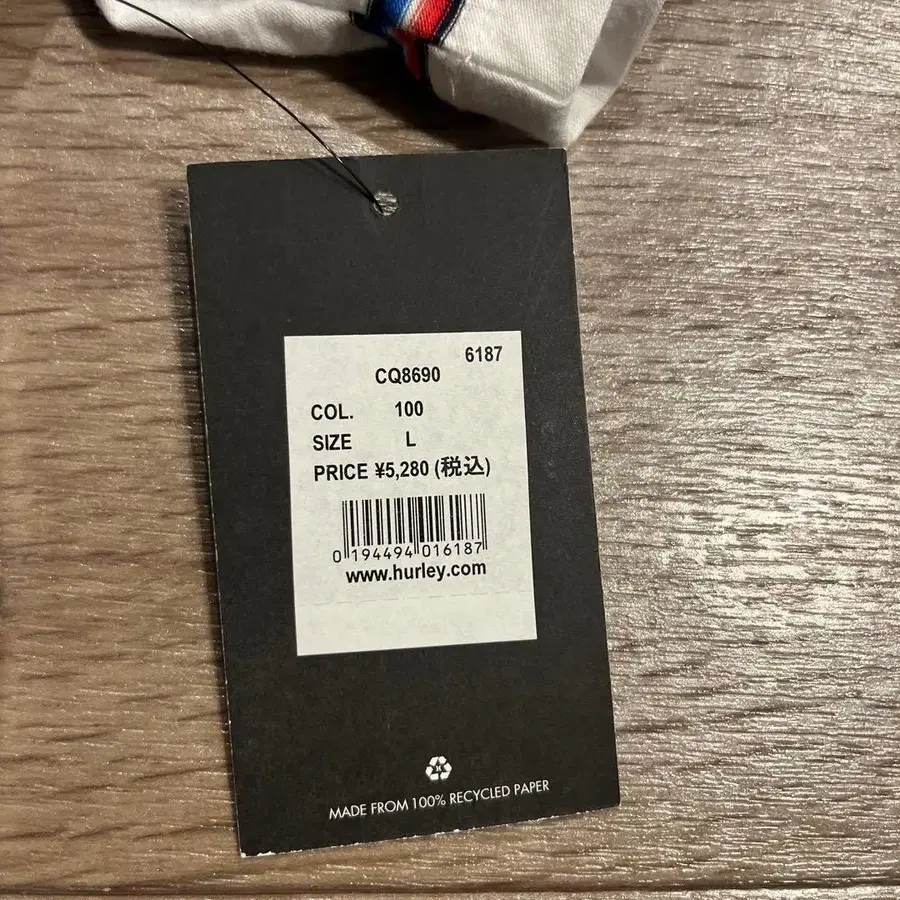 6187
CQ8690
COL. 100
SIZE L
PRICE ¥5,280 (税込)
0 194494 016187
www.hurley.com
MADE FROM 100% RECYCLED PAPER